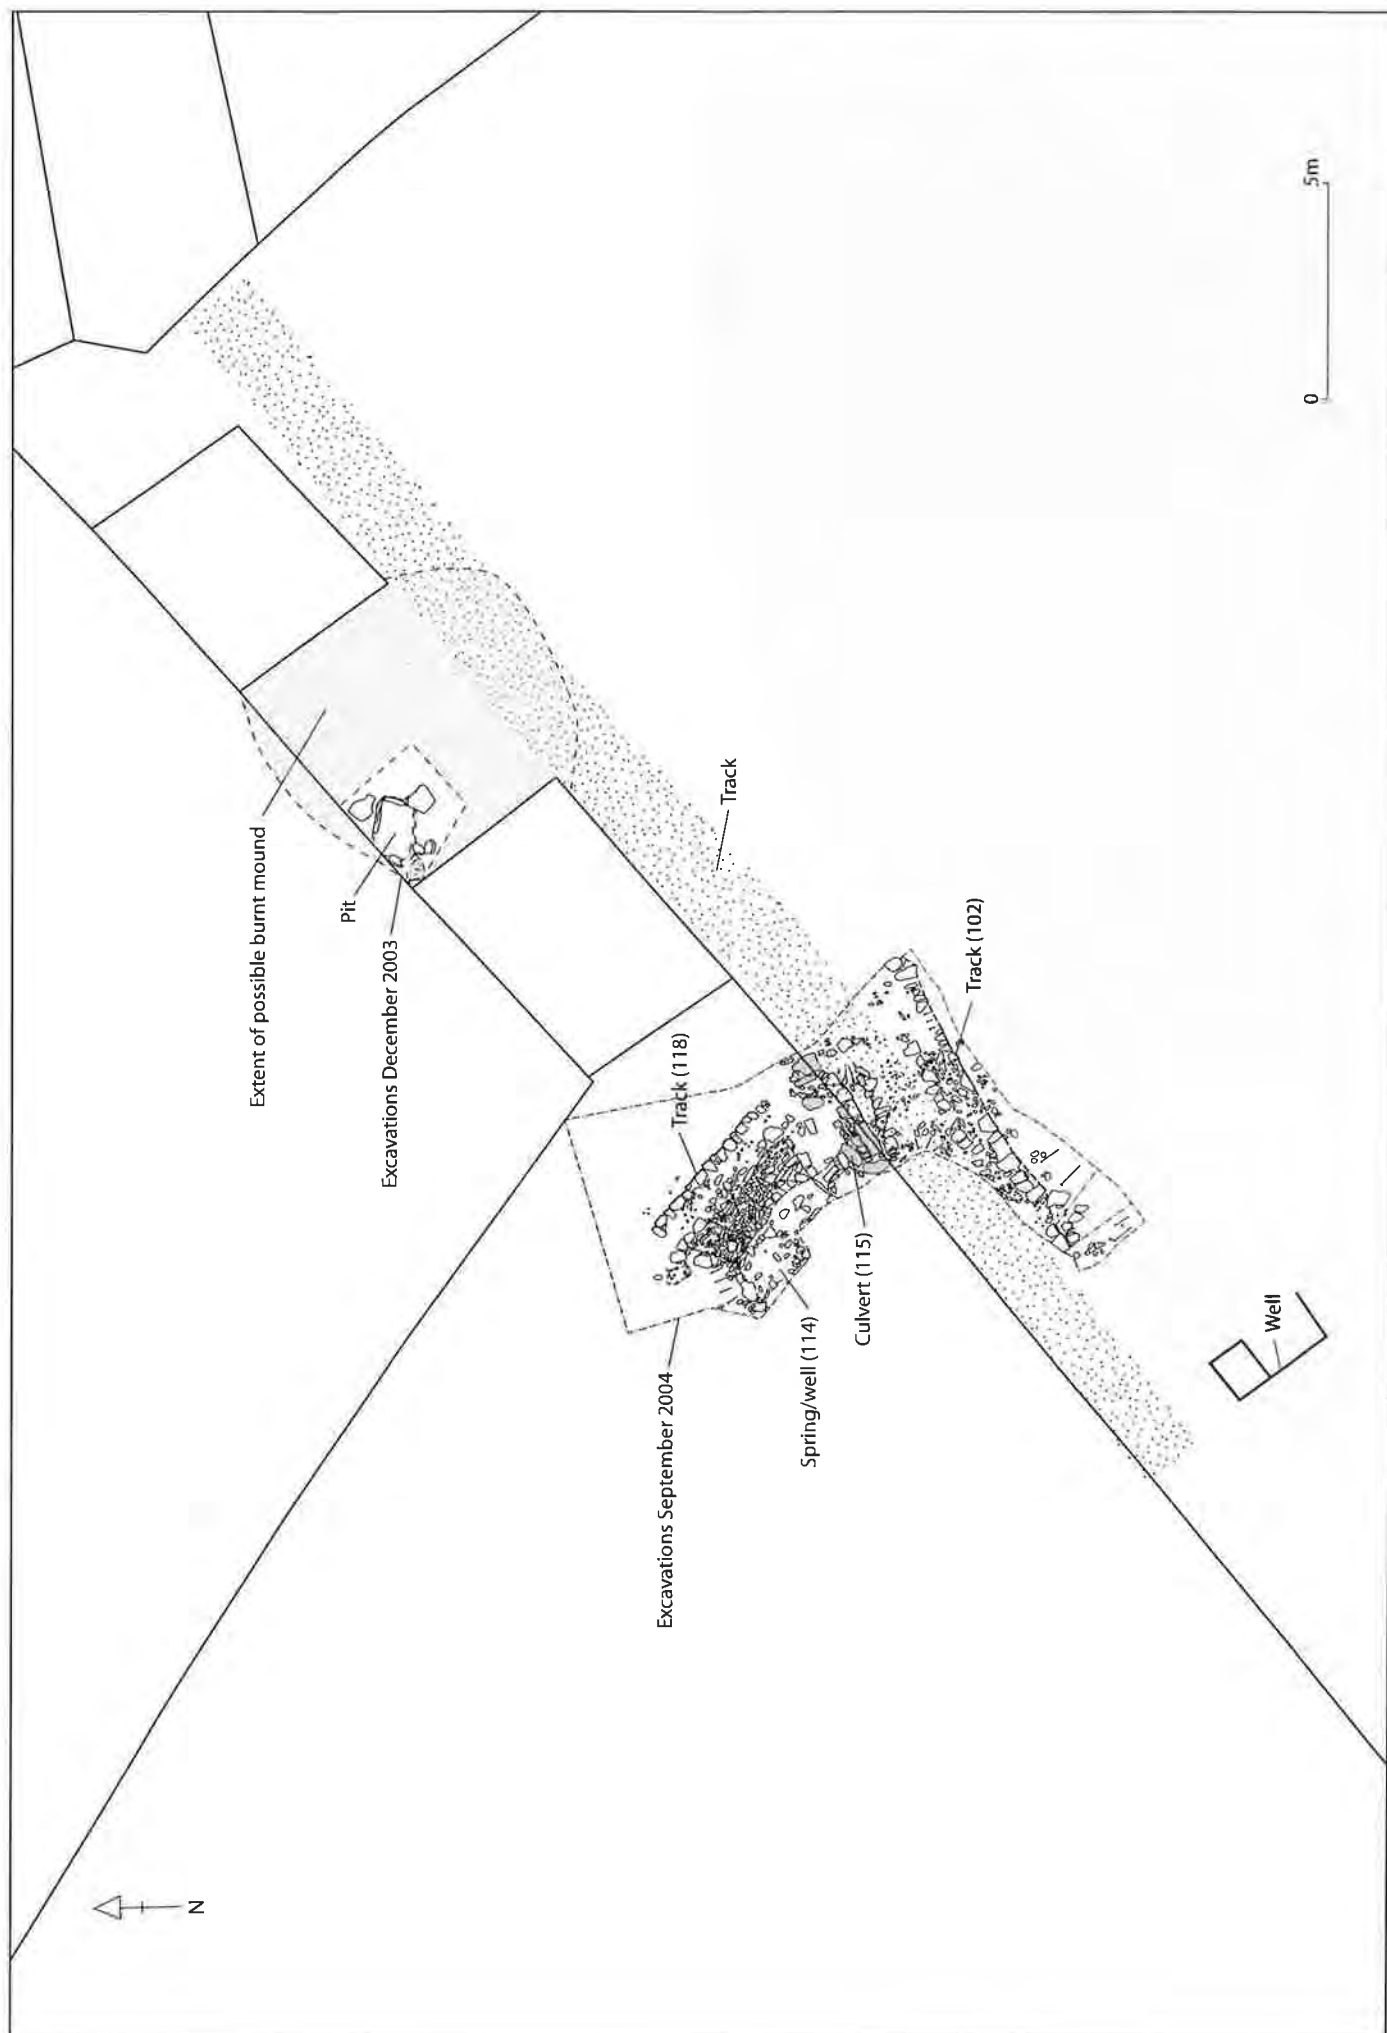 Extent of possible burnt mound
Pit
Excavations December 2003
Track
Track (118)
Track (102)
Excavations September 2004
Spring/well (114)
Culvert (115)
Well
N
0
5m